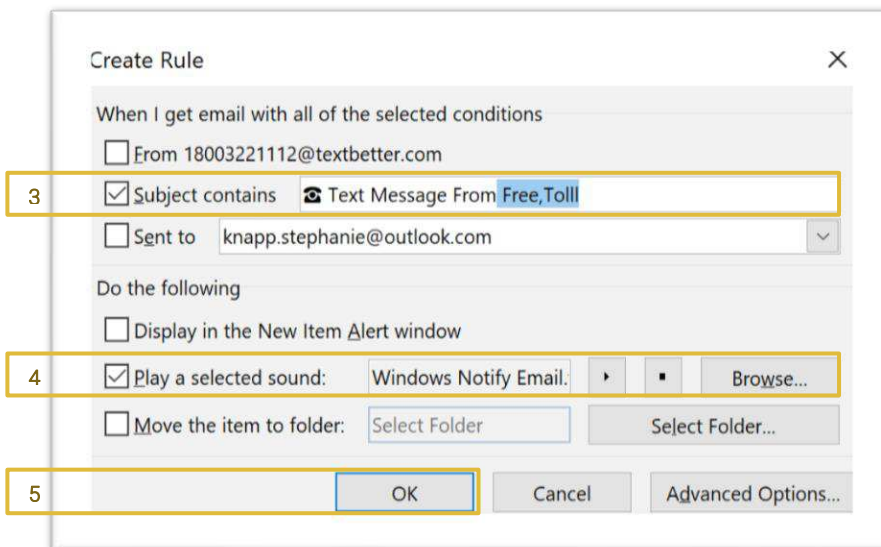 Create Rule
When I get email with all of the selected conditions
From 18003221112@textbetter.com
3 Subject contains ☎ Text Message From Free,Tolll
Sent to knapp.stephanie@outlook.com
Do the following
Display in the New Item Alert window
4 Play a selected sound: Windows Notify Email. Browse...
Move the item to folder: Select Folder Select Folder...
5 OK Cancel Advanced Options...